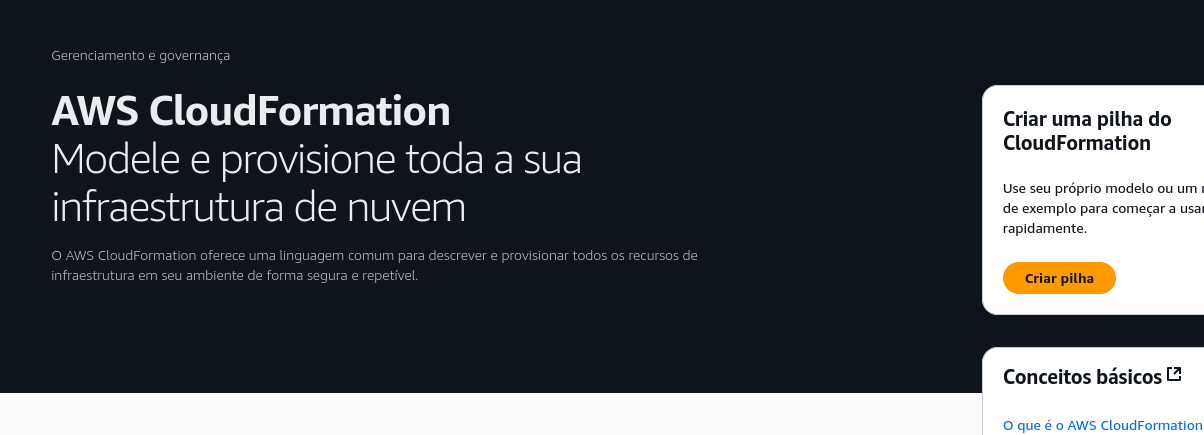 Gerenciamento e governança
AWS CloudFormation
Modele e provisione toda a sua
infraestrutura de nuvem
O AWS CloudFormation oferece uma linguagem comum para descrever e provisionar todos os recursos de
infraestrutura em seu ambiente de forma segura e repetível.
Criar uma pilha do
CloudFormation
Use seu próprio modelo ou um
de exemplo para começar a usar
rapidamente.
Criar pilha
Conceitos básicos
O que é o AWS CloudFormation